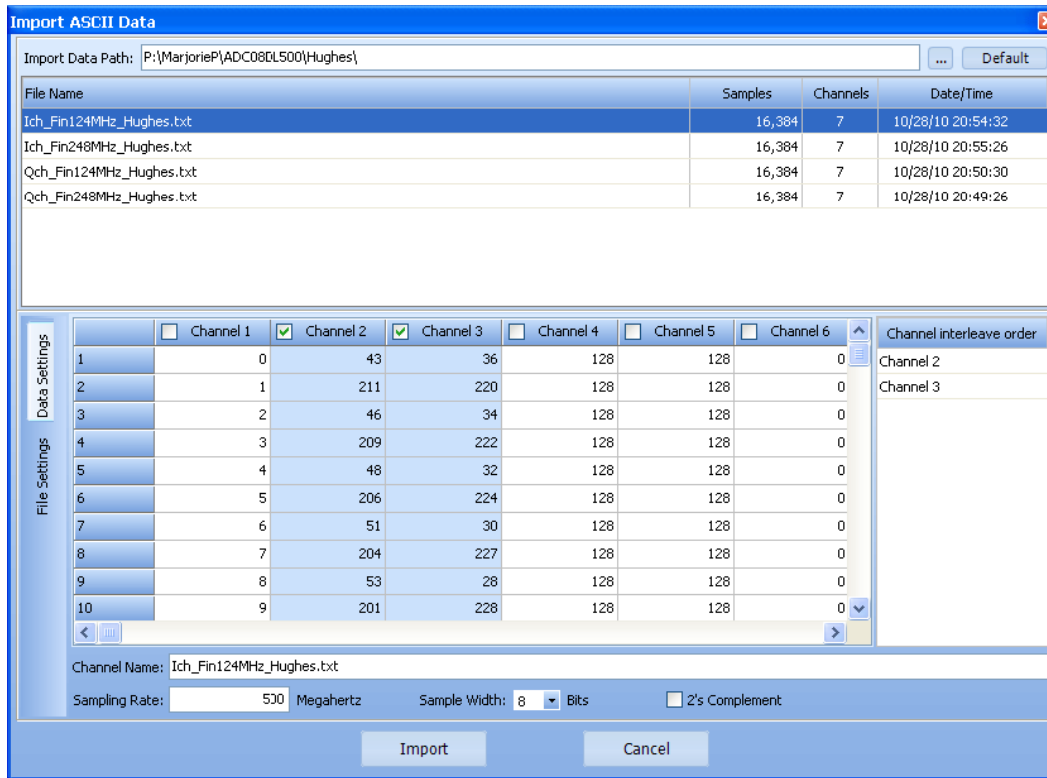 Import ASCII Data
Import Data Path: P:\MarjorieP\ADC08DL500\Hughes\ ... Default
File Name Samples Channels Date/Time
Ich_Fin124MHz_Hughes.txt 16,384 7 10/28/10 20:54:32
Ich_Fin248MHz_Hughes.txt 16,384 7 10/28/10 20:55:26
Qch_Fin124MHz_Hughes.txt 16,384 7 10/28/10 20:50:30
Qch_Fin248MHz_Hughes.txt 16,384 7 10/28/10 20:49:26
Data Settings
File Settings
Channel 1 Channel 2 Channel 3 Channel 4 Channel 5 Channel 6
1 0 43 36 128 128 0
2 1 211 220 128 128 0
3 2 46 34 128 128 0
4 3 209 222 128 128 0
5 4 48 32 128 128 0
6 5 206 224 128 128 0
7 6 51 30 128 128 0
8 7 204 227 128 128 0
9 8 53 28 128 128 0
10 9 201 228 128 128 0
Channel interleave order
Channel 2
Channel 3
Channel Name: Ich_Fin124MHz_Hughes.txt
Sampling Rate: 500 Megahertz Sample Width: 8 Bits 2's Complement
Import Cancel